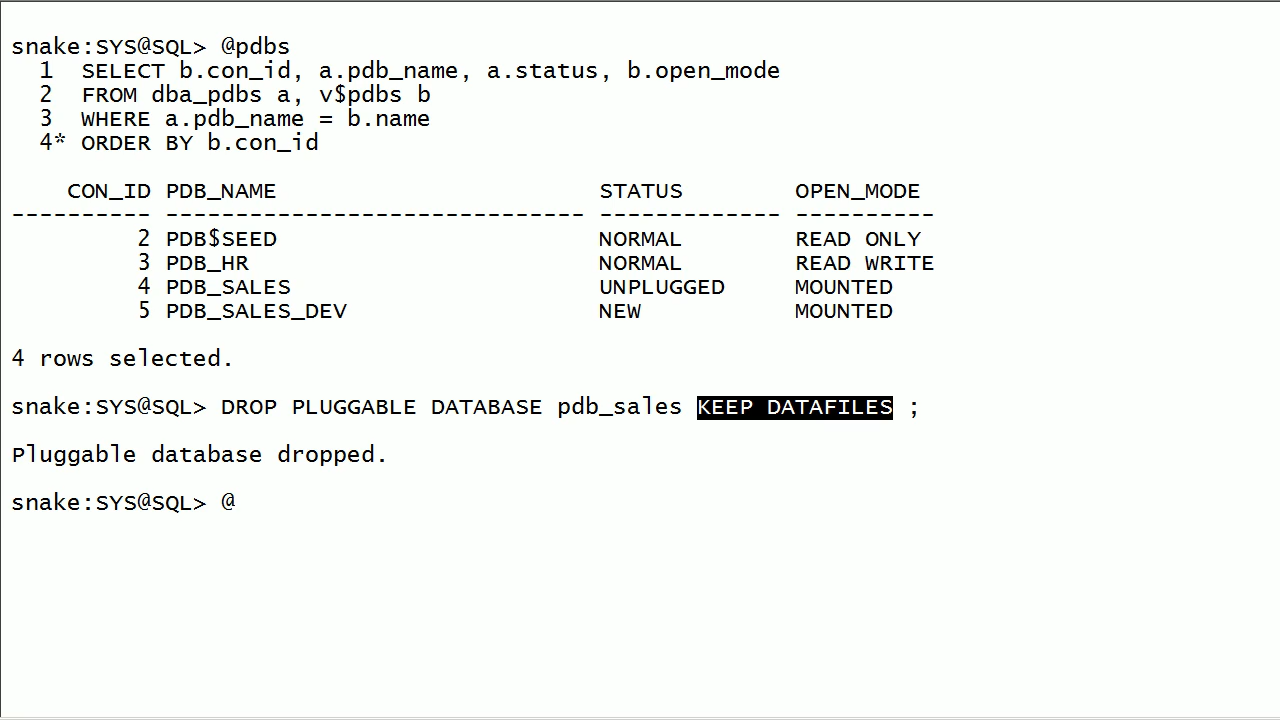 snake:SYS@SQL> @pdbs
  1  SELECT b.con_id, a.pdb_name, a.status, b.open_mode
  2  FROM dba_pdbs a, v$pdbs b
  3  WHERE a.pdb_name = b.name
  4* ORDER BY b.con_id
    CON_ID PDB_NAME                       STATUS        OPEN_MODE
---------- ------------------------------ ------------- ----------
         2 PDB$SEED                       NORMAL        READ ONLY
         3 PDB_HR                         NORMAL        READ WRITE
         4 PDB_SALES                      UNPLUGGED     MOUNTED
         5 PDB_SALES_DEV                  NEW           MOUNTED
4 rows selected.
snake:SYS@SQL> DROP PLUGGABLE DATABASE pdb_sales KEEP DATAFILES ;
Pluggable database dropped.
snake:SYS@SQL> @